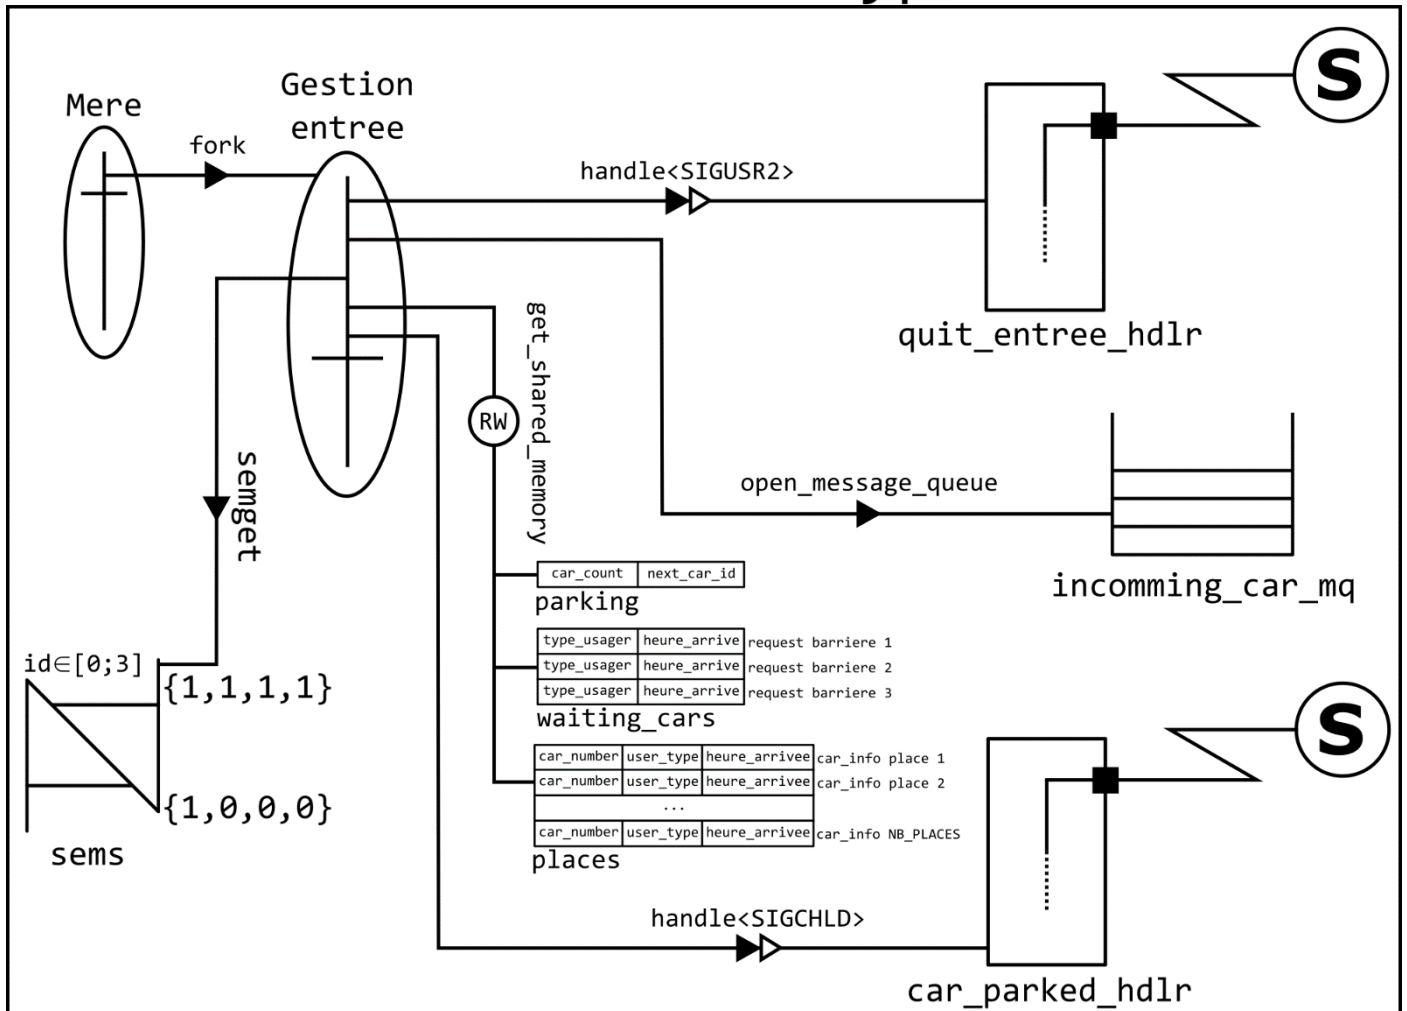 Mere
fork
Gestion
entree
handle<SIGUSR2>
S
quit_entree_hdlr
get_shared_memory
RW
semget
open_message_queue
incomming_car_mq
car_count next_car_id
parking
type_usager heure_arrive request barriere 1
type_usager heure_arrive request barriere 2
type_usager heure_arrive request barriere 3
waiting_cars
id∈[0;3]
{1,1,1,1}
{1,0,0,0}
sems
car_number user_type heure_arrivee car_info place 1
car_number user_type heure_arrivee car_info place 2
...
car_number user_type heure_arrivee car_info NB_PLACES
places
S
handle<SIGCHLD>
car_parked_hdlr